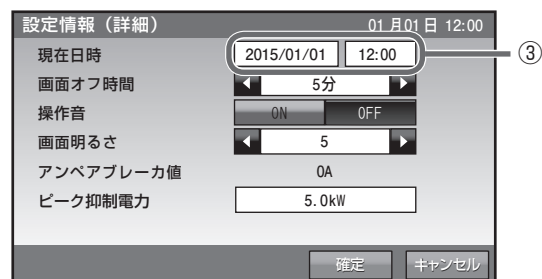 設定情報（詳細） 01月01日 12:00
現在日時 2015/01/01 12:00 ③
画面オフ時間 5分
操作音 ON OFF
画面明るさ 5
アンペアブレーカ値 0A
ピーク抑制電力 5.0kW
確定 キャンセル